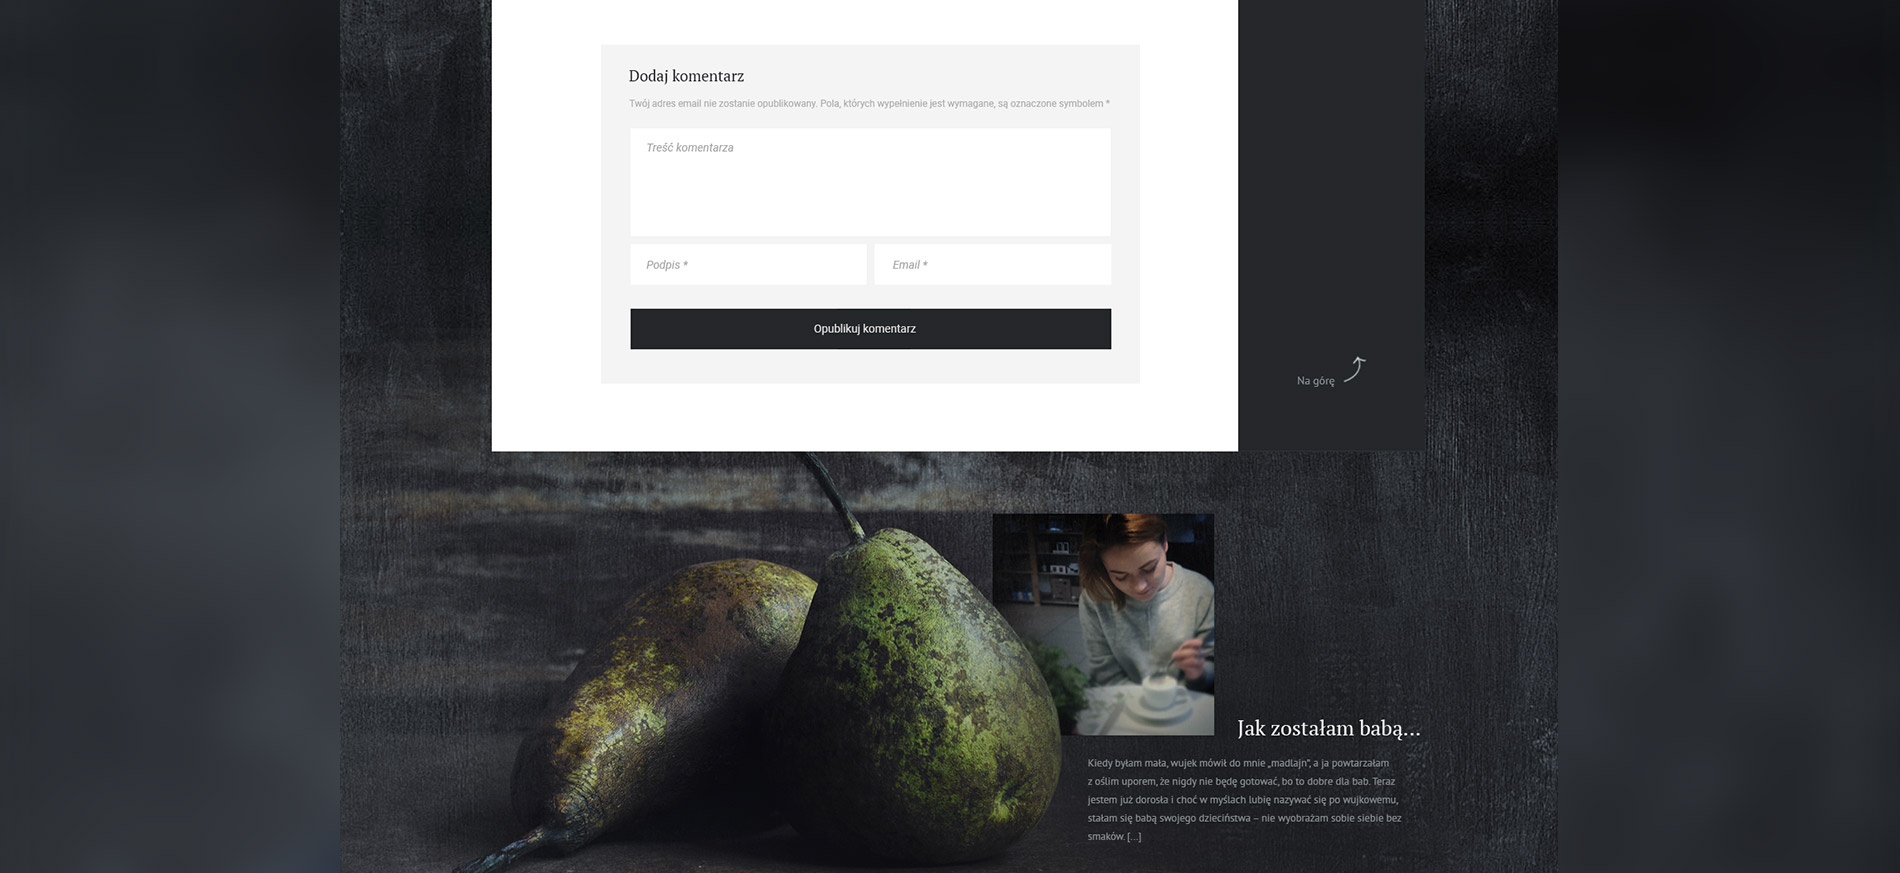 Dodaj komentarz
Twój adres email nie zostanie opublikowany. Pola, których wypełnienie jest wymagane, są oznaczone symbolem *
Treść komentarza
Podpis *
Email *
Opublikuj komentarz
Na górę
Jak zostałam babą...
Kiedy byłam mała, wujek mówił do mnie „madlajn”, a ja powtarzałam
z oślim uporem, że nigdy nie będę gotować, bo to dobre dla bab. Teraz
jestem już dorosła i choć w myślach lubię nazywać się po wujkowemu,
stałam się babą swojego dzieciństwa – nie wyobrażam sobie siebie bez
smaków. [...]